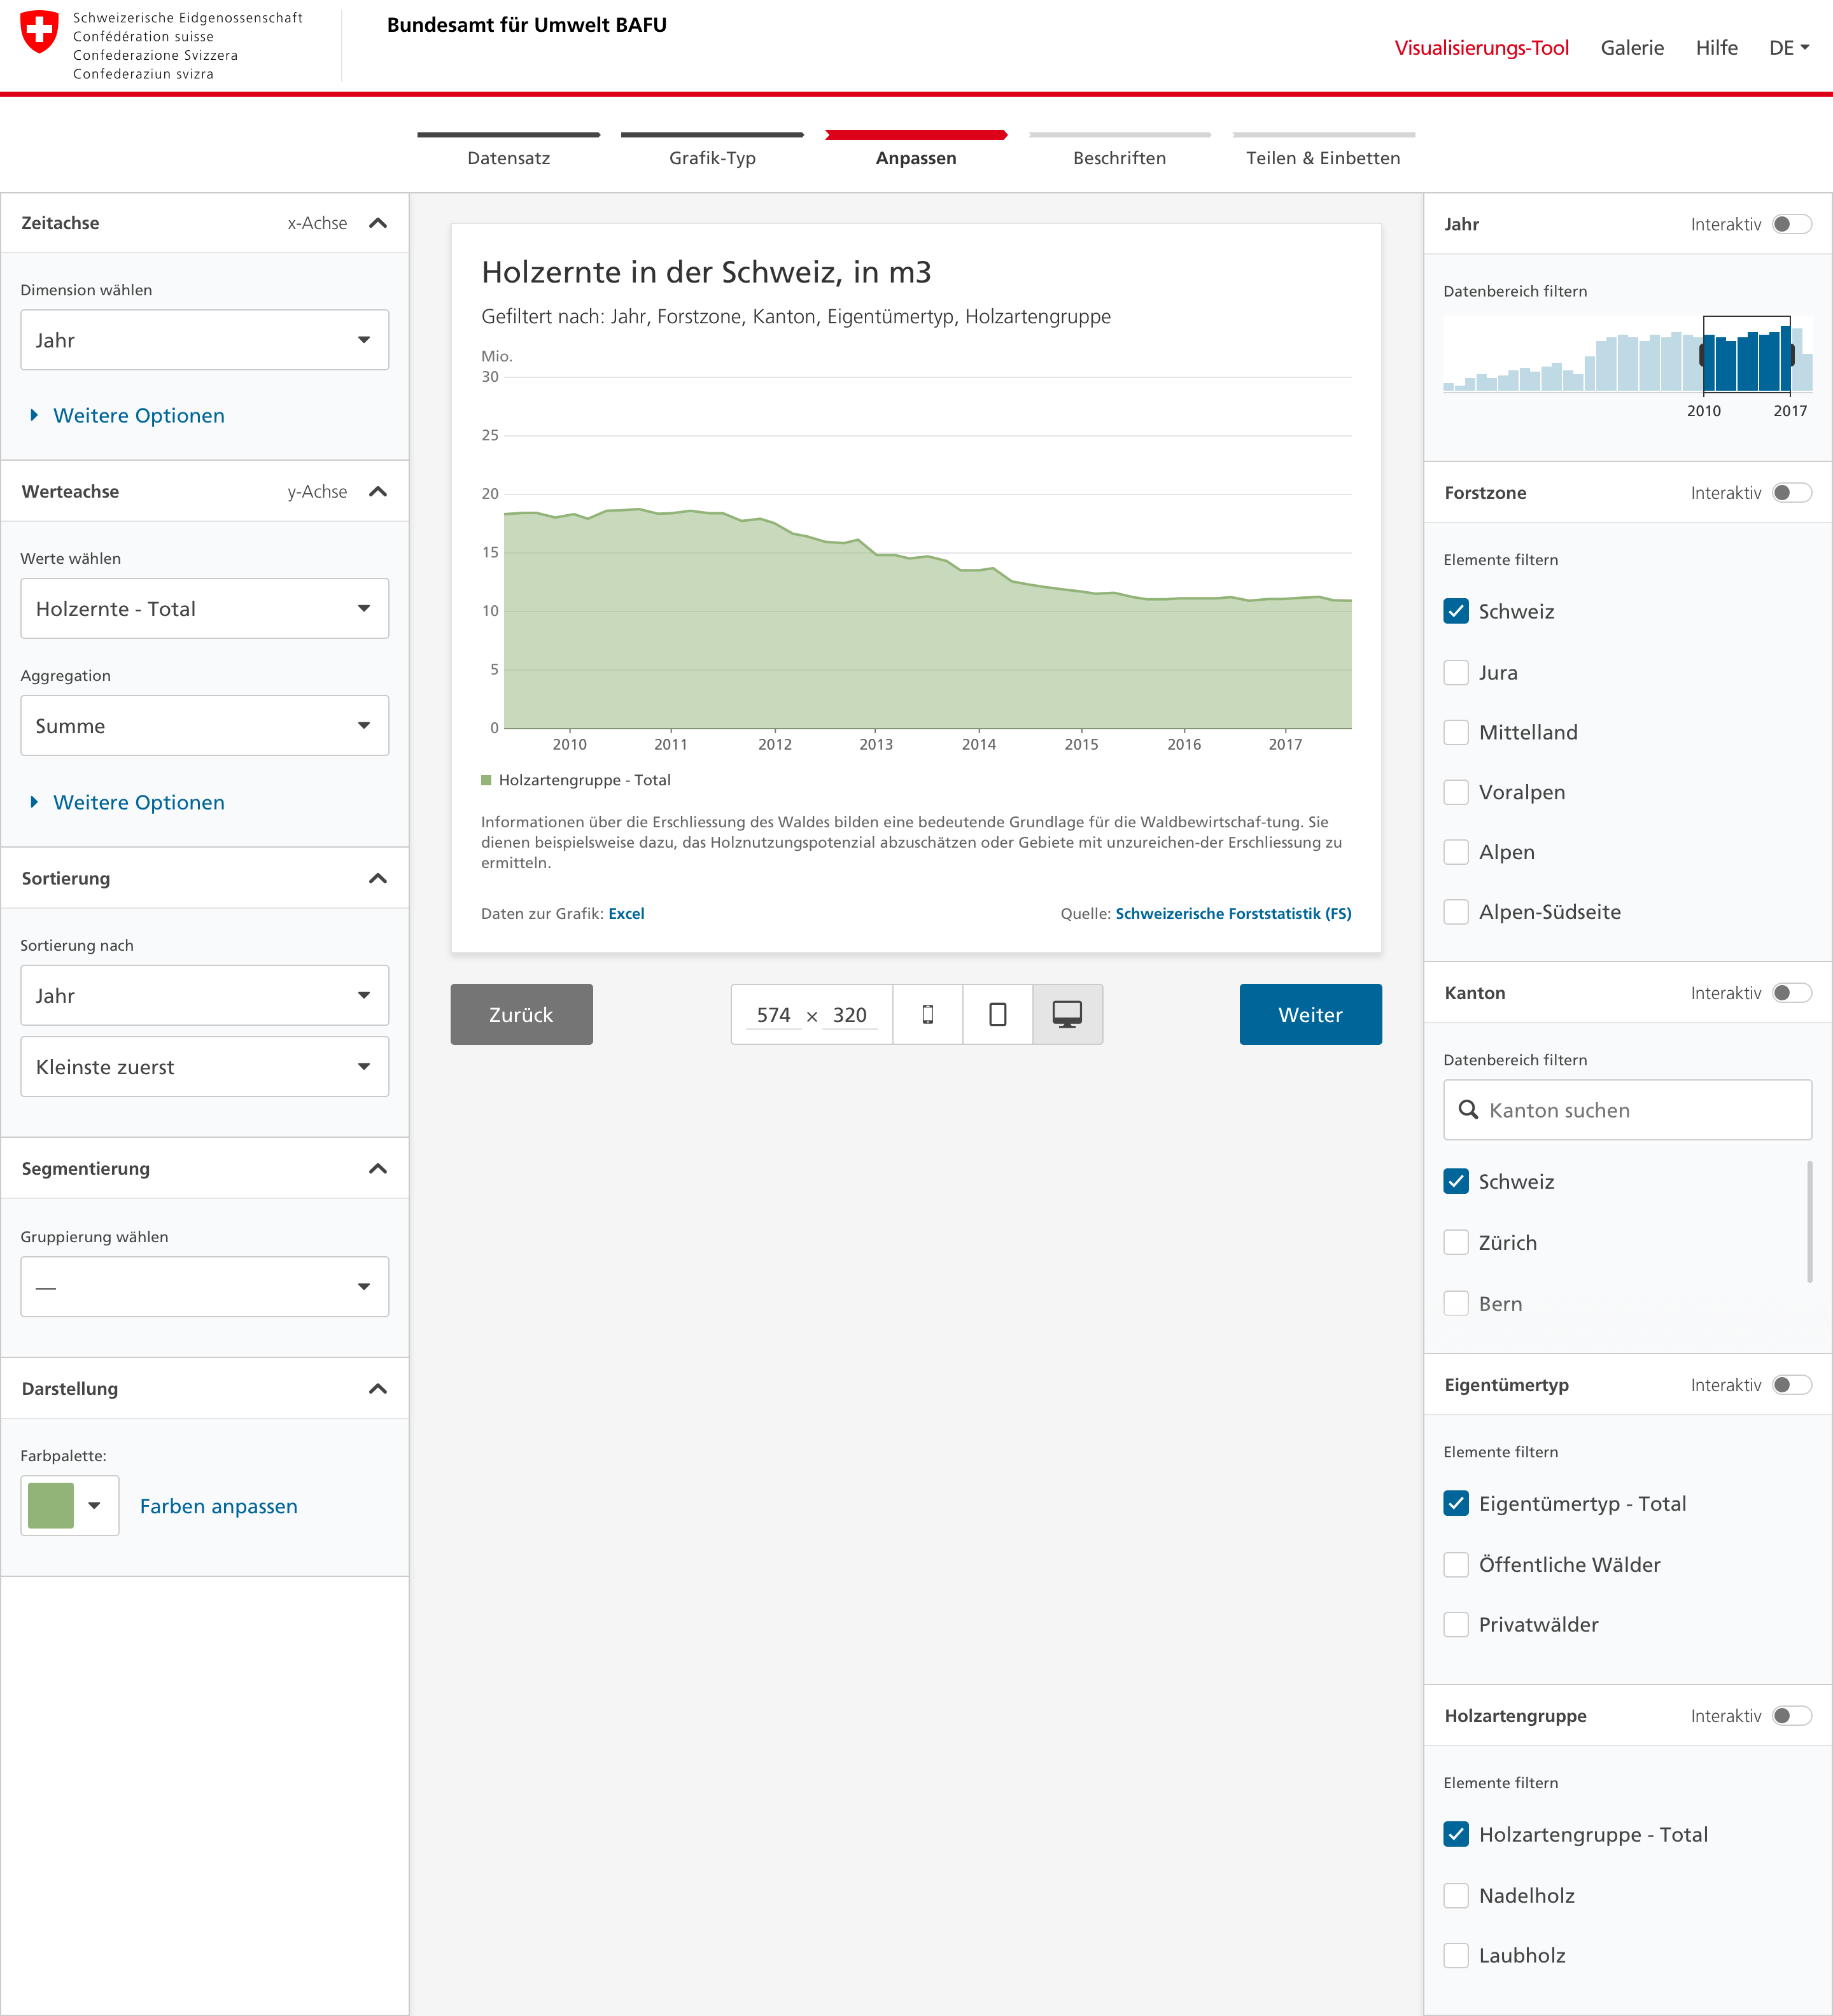 Schweizerische Eidgenossenschaft
Confédération suisse
Confederazione Svizzera
Confederaziun svizra
Bundesamt für Umwelt BAFU
Visualisierungs-Tool Galerie Hilfe DE
Datensatz Grafik-Typ Anpassen Beschriften Teilen & Einbetten
Zeitachse x-Achse
Dimension wählen
Jahr
Weitere Optionen
Werteachse y-Achse
Werte wählen
Holzernte - Total
Aggregation
Summe
Weitere Optionen
Sortierung
Sortierung nach
Jahr
Kleinste zuerst
Segmentierung
Gruppierung wählen
—
Darstellung
Farbpalette:
Farben anpassen
Holzernte in der Schweiz, in m3
Gefiltert nach: Jahr, Forstzone, Kanton, Eigentümertyp, Holzartengruppe
Mio.
30
25
20
15
10
5
0
2010 2011 2012 2013 2014 2015 2016 2017
Holzartengruppe - Total
Informationen über die Erschliessung des Waldes bilden eine bedeutende Grundlage für die Waldbewirtschaf-tung. Sie
dienen beispielsweise dazu, das Holznutzungspotenzial abzuschätzen oder Gebiete mit unzureichen-der Erschliessung zu
ermitteln.
Daten zur Grafik: Excel Quelle: Schweizerische Forststatistik (FS)
Zurück 574 × 320 Weiter
Jahr Interaktiv
Datenbereich filtern
2010 2017
Forstzone Interaktiv
Elemente filtern
Schweiz
Jura
Mittelland
Voralpen
Alpen
Alpen-Südseite
Kanton Interaktiv
Datenbereich filtern
Kanton suchen
Schweiz
Zürich
Bern
Eigentümertyp Interaktiv
Elemente filtern
Eigentümertyp - Total
Öffentliche Wälder
Privatwälder
Holzartengruppe Interaktiv
Elemente filtern
Holzartengruppe - Total
Nadelholz
Laubholz